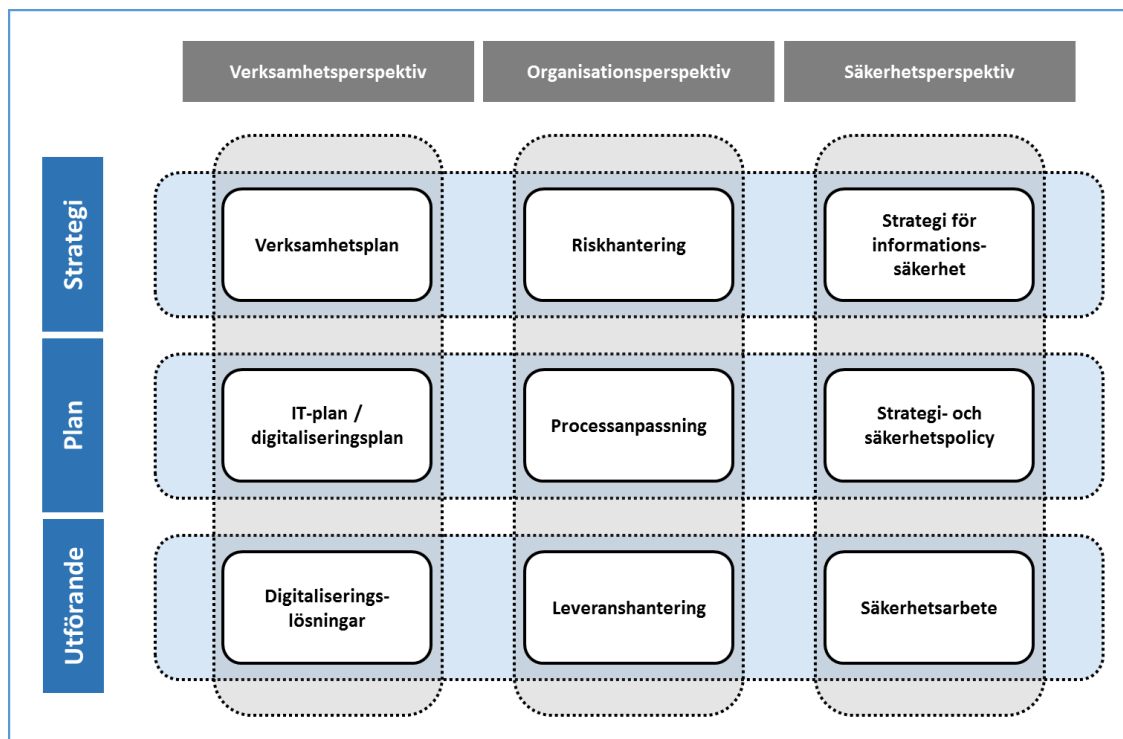 Verksamhetsperspektiv
Organisationsperspektiv
Säkerhetsperspektiv
Strategi
Verksamhetsplan
Riskhantering
Strategi för
informations-
säkerhet
Plan
IT-plan /
digitaliseringsplan
Processanpassning
Strategi- och
säkerhetspolicy
Utförande
Digitaliserings-
lösningar
Leveranshantering
Säkerhetsarbete